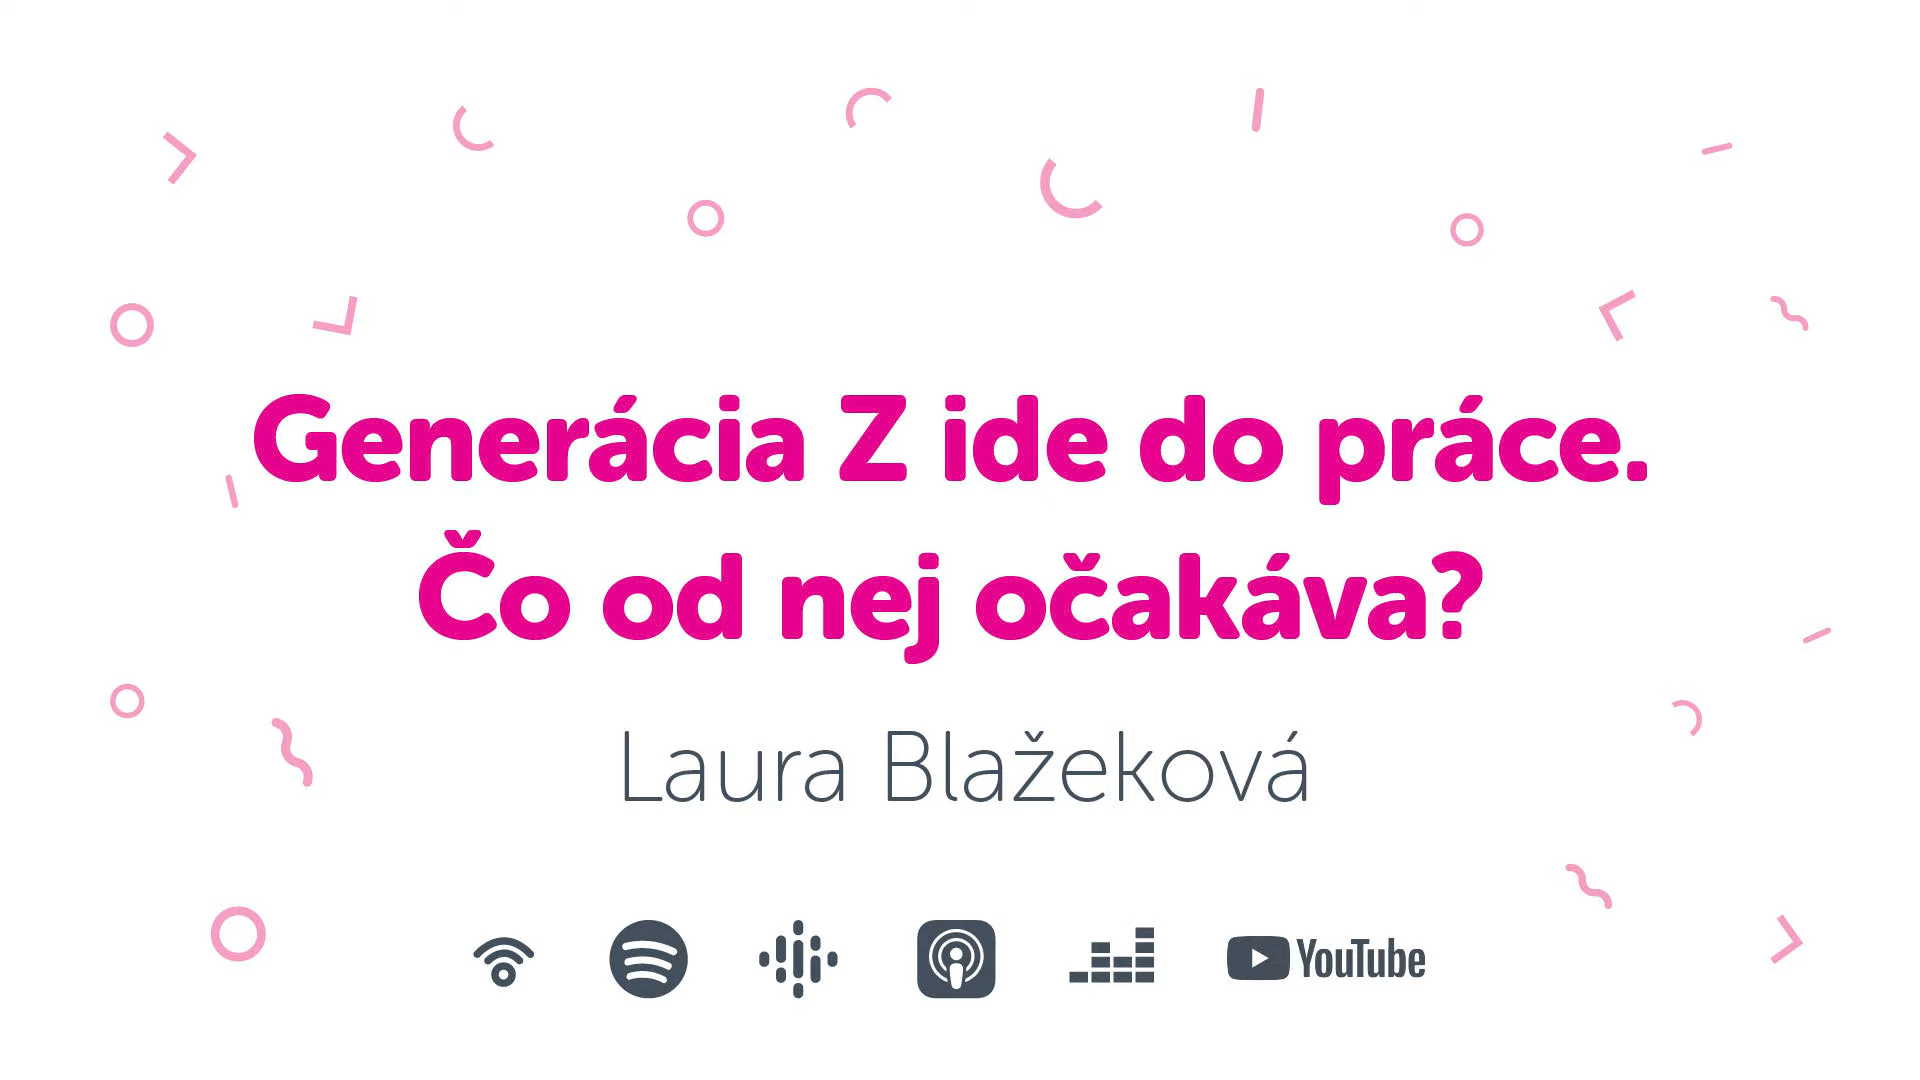 Generácia Z ide do práce.
Čo od nej očakáva?
Laura Blažeková
YouTube